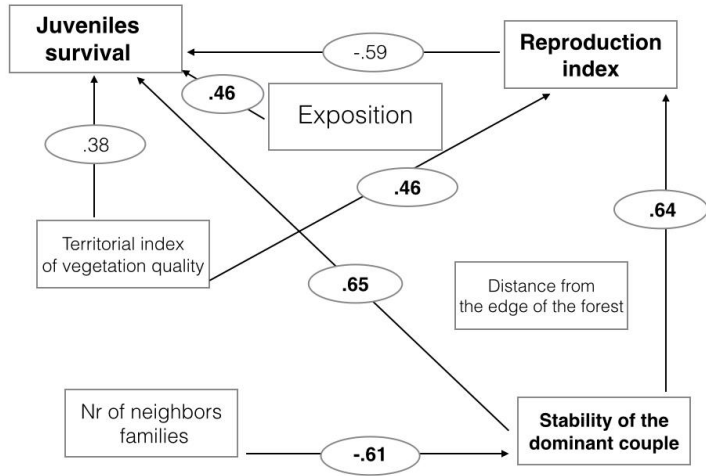 Juveniles
survival
-.59
Reproduction
index
.46
Exposition
.38
.46
.64
Territorial index
of vegetation quality
.65
Distance from
the edge of the forest
Nr of neighbors
families
-.61
Stability of the
dominant couple